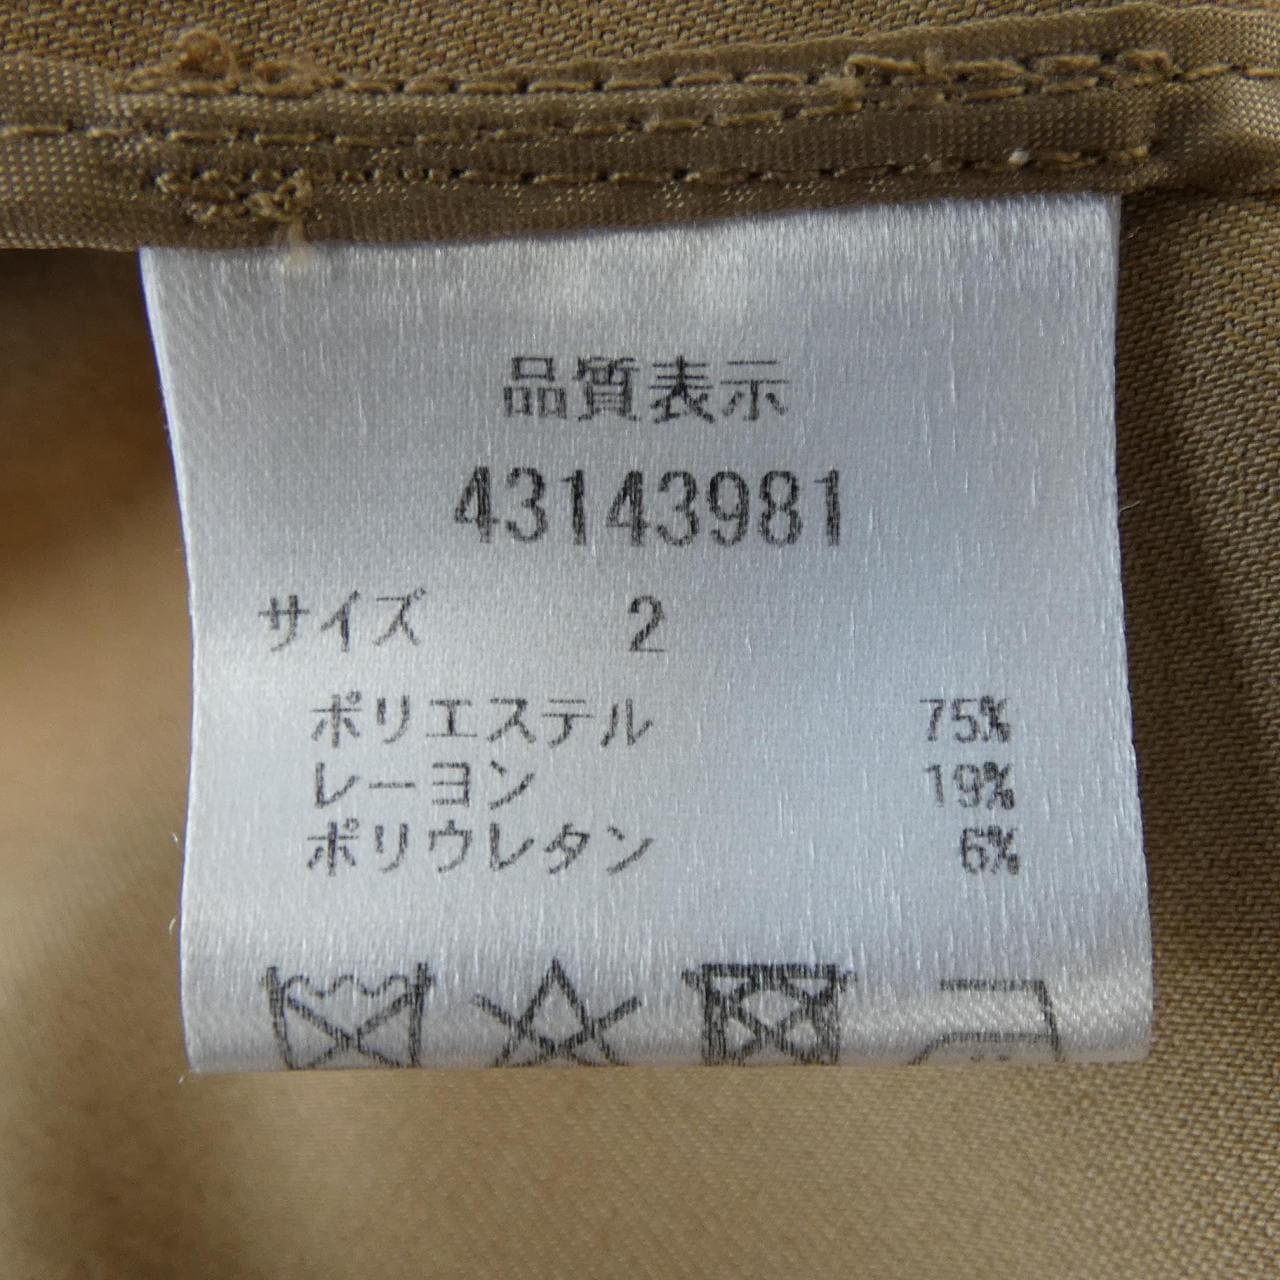 品質表示
43143981
サイズ 2
ポリエステル 75%
レーヨン 19%
ポリウレタン 6%